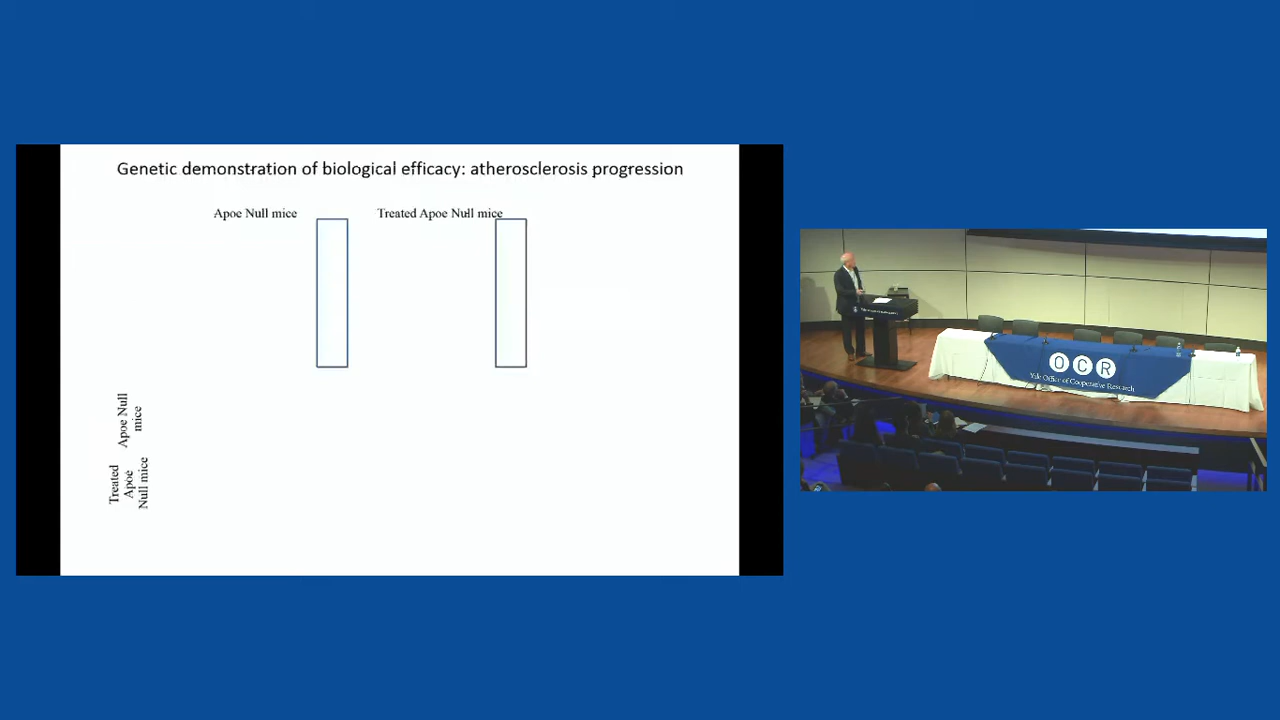 Genetic demonstration of biological efficacy: atherosclerosis progression
Apoe Null mice
Treated Apoe Null mice
Apoe Null
mice
Treated
Apoe
Null mice
OCR
Yale Office of Cooperative Research